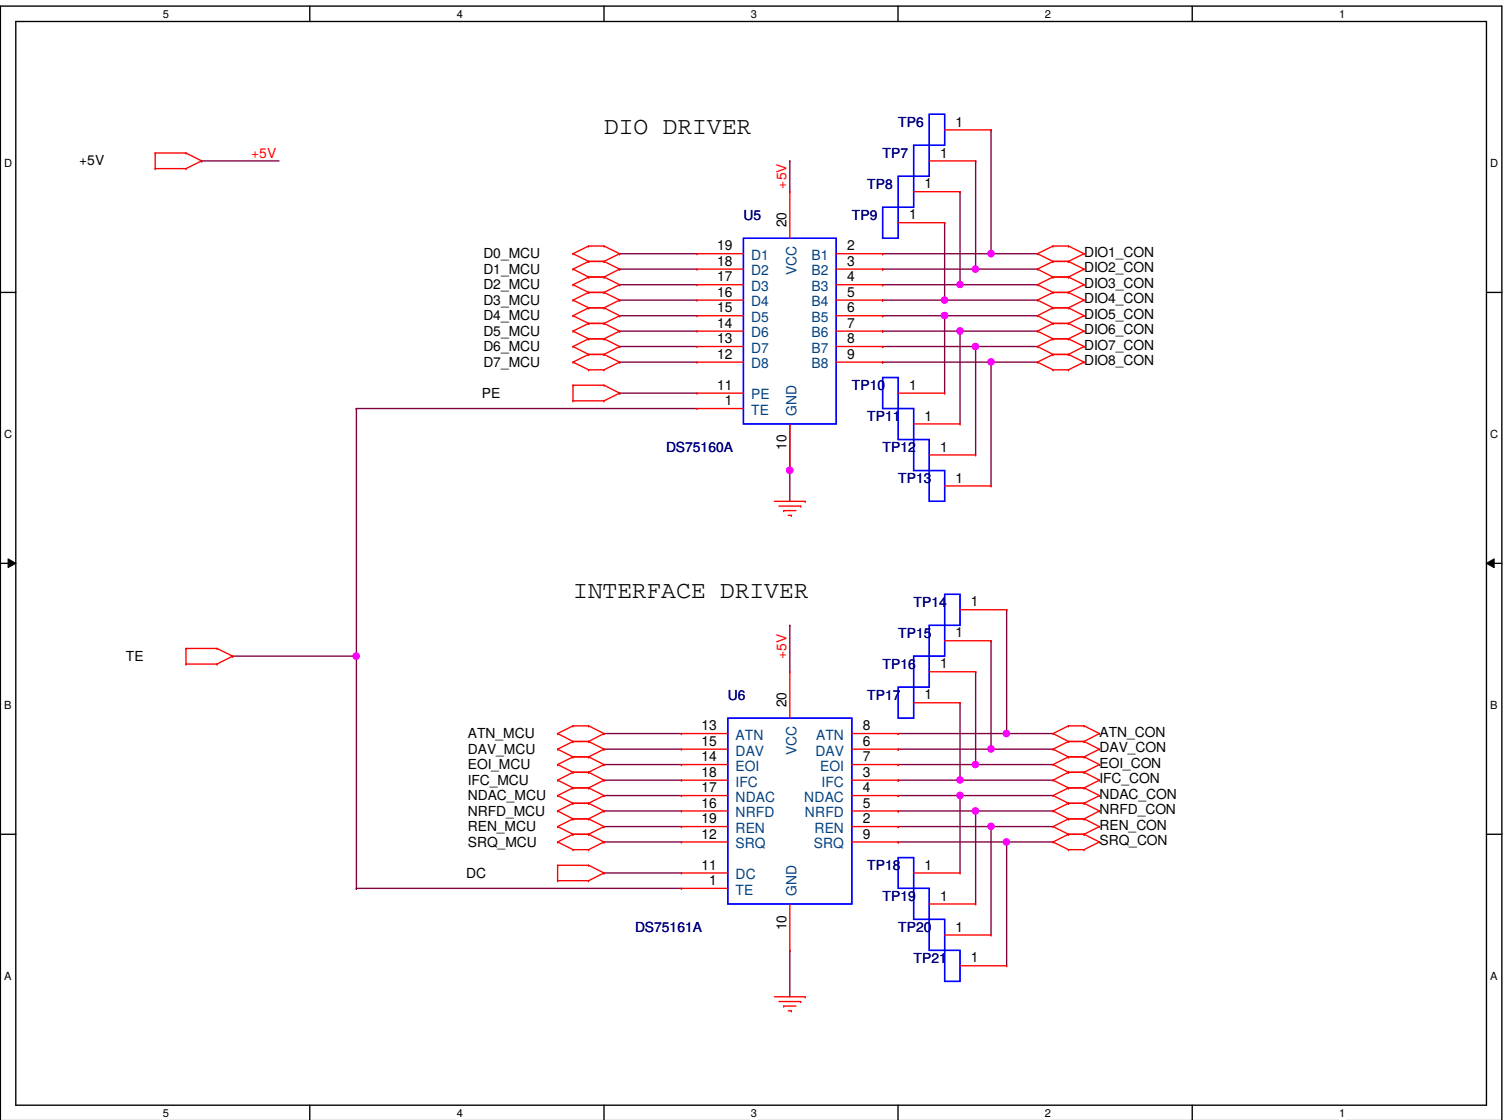 5 4 3 2 1
D D
DIO DRIVER
+5V +5V
TP6 1
TP7 1
TP8 1
TP9 1
+5V
U5 20
VCC
D0_MCU 19 D1 B1 2 DIO1_CON
D1_MCU 18 D2 B2 3 DIO2_CON
D2_MCU 17 D3 B3 4 DIO3_CON
D3_MCU 16 D4 B4 5 DIO4_CON
D4_MCU 15 D5 B5 6 DIO5_CON
D5_MCU 14 D6 B6 7 DIO6_CON
D6_MCU 13 D7 B7 8 DIO7_CON
D7_MCU 12 D8 B8 9 DIO8_CON
PE 11 PE
1 TE
GND
10
DS75160A
TP10 1
TP11 1
TP12 1
TP13 1
C C
INTERFACE DRIVER
TP14 1
TP15 1
TP16 1
TP17 1
TE
+5V
U6 20
VCC
B B
ATN_MCU 13 ATN ATN 8 ATN_CON
DAV_MCU 15 DAV DAV 6 DAV_CON
EOI_MCU 14 EOI EOI 7 EOI_CON
IFC_MCU 18 IFC IFC 3 IFC_CON
NDAC_MCU 17 NDAC NDAC 4 NDAC_CON
NRFD_MCU 16 NRFD NRFD 5 NRFD_CON
REN_MCU 19 REN REN 2 REN_CON
SRQ_MCU 12 SRQ SRQ 9 SRQ_CON
DC 11 DC
1 TE
GND
10
DS75161A
TP18 1
TP19 1
TP20 1
TP21 1
A A
5 4 3 2 1